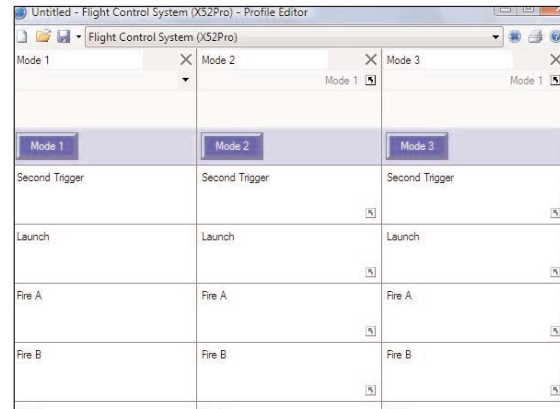 Untitled - Flight Control System (X52Pro) - Profile Editor
Flight Control System (X52Pro)
Mode 1 Mode 2 Mode 3
Mode 1 Mode 1
Mode 1 Mode 2 Mode 3
Second Trigger Second Trigger Second Trigger
Launch Launch Launch
Fire A Fire A Fire A
Fire B Fire B Fire B